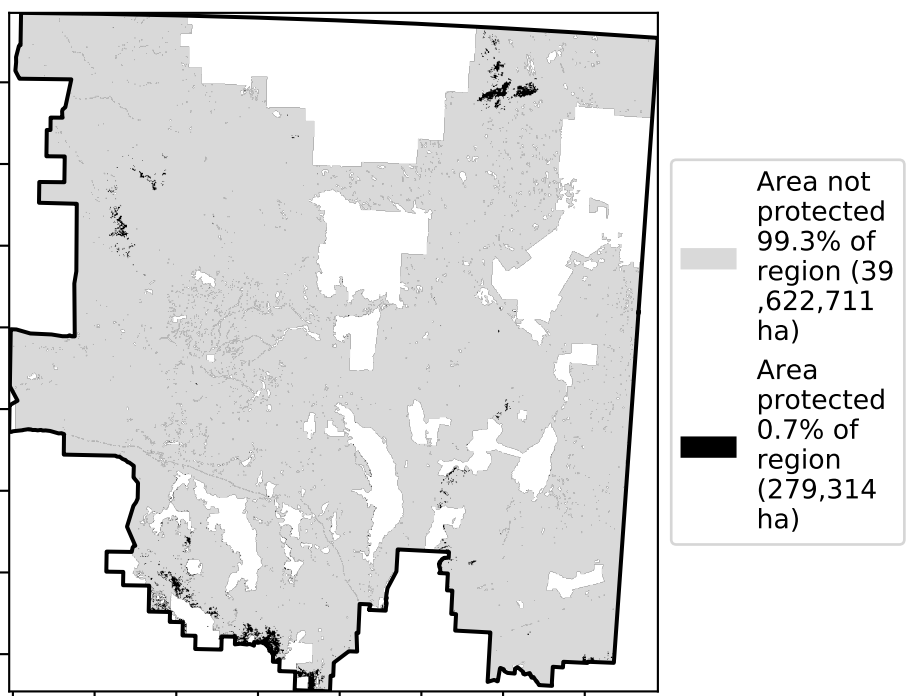 Area not
protected
99.3% of
region (39
,622,711
ha)
Area
protected
0.7% of
region
(279,314
ha)